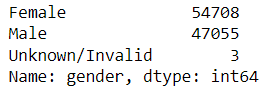 Female 54708
Male 47055
Unknown/Invalid 3
Name: gender, dtype: int64